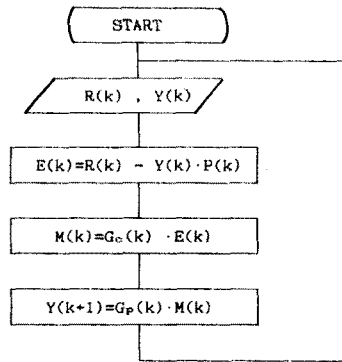 START
R(k) , Y(k)
E(k)=R(k) - Y(k)·P(k)
M(k)=Gc(k) ·E(k)
Y(k+1)=GP(k)·M(k)